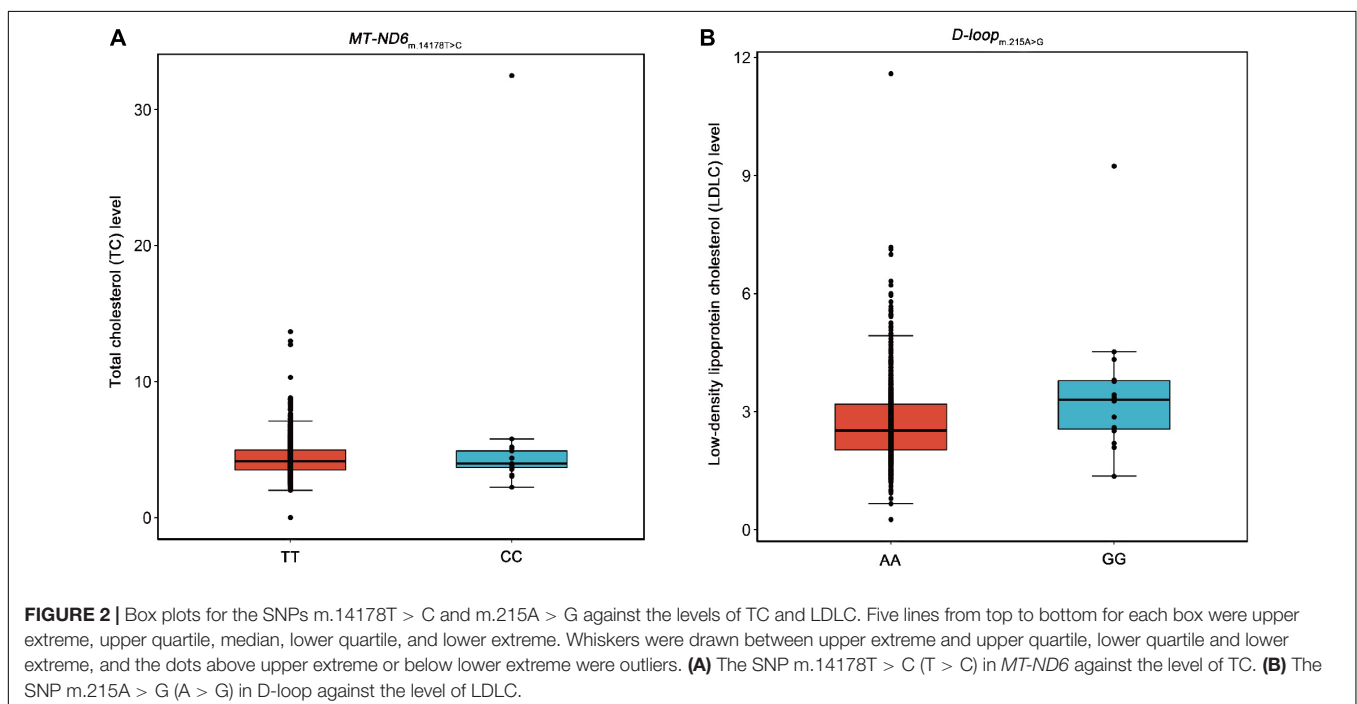 A
MT-ND6m.14178T>C
Total cholesterol (TC) level
30
20
10
0
TT
CC
B
D-loopm.215A>G
Low-density lipoprotein cholesterol (LDLC) level
12
9
6
3
0
AA
GG
FIGURE 2 | Box plots for the SNPs m.14178T > C and m.215A > G against the levels of TC and LDLC. Five lines from top to bottom for each box were upper
extreme, upper quartile, median, lower quartile, and lower extreme. Whiskers were drawn between upper extreme and upper quartile, lower quartile and lower
extreme, and the dots above upper extreme or below lower extreme were outliers. (A) The SNP m.14178T > C (T > C) in MT-ND6 against the level of TC. (B) The
SNP m.215A > G (A > G) in D-loop against the level of LDLC.